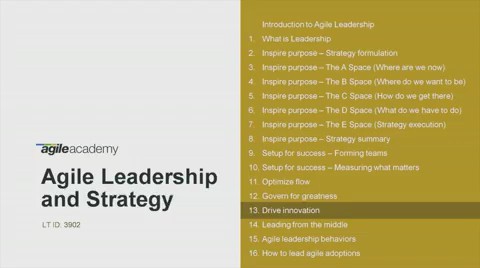 agileacademy
Agile Leadership
and Strategy
LT ID: 3902
Introduction to Agile Leadership
1. What is Leadership
2. Inspire purpose – Strategy formulation
3. Inspire purpose – The A Space (Where are we now)
4. Inspire purpose – The B Space (Where do we want to be)
5. Inspire purpose – The C Space (How do we get there)
6. Inspire purpose – The D Space (What do we have to do)
7. Inspire purpose – The E Space (Strategy execution)
8. Inspire purpose – Strategy summary
9. Setup for success – Forming teams
10. Setup for success – Measuring what matters
11. Optimize flow
12. Govern for greatness
13. Drive innovation
14. Leading from the middle
15. Agile leadership behaviors
16. How to lead agile adoptions